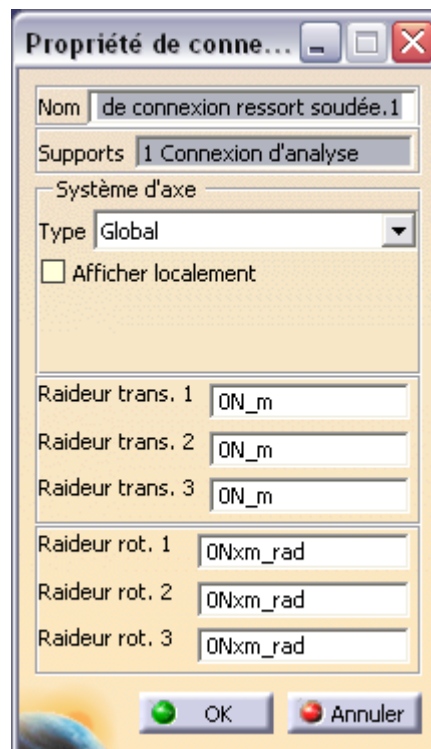 Propriété de conne...
Nom de connexion ressort soudée.1
Supports 1 Connexion d'analyse
Système d'axe
Type Global
Afficher localement
Raideur trans. 1 0N_m
Raideur trans. 2 0N_m
Raideur trans. 3 0N_m
Raideur rot. 1 0Nxm_rad
Raideur rot. 2 0Nxm_rad
Raideur rot. 3 0Nxm_rad
OK Annuler